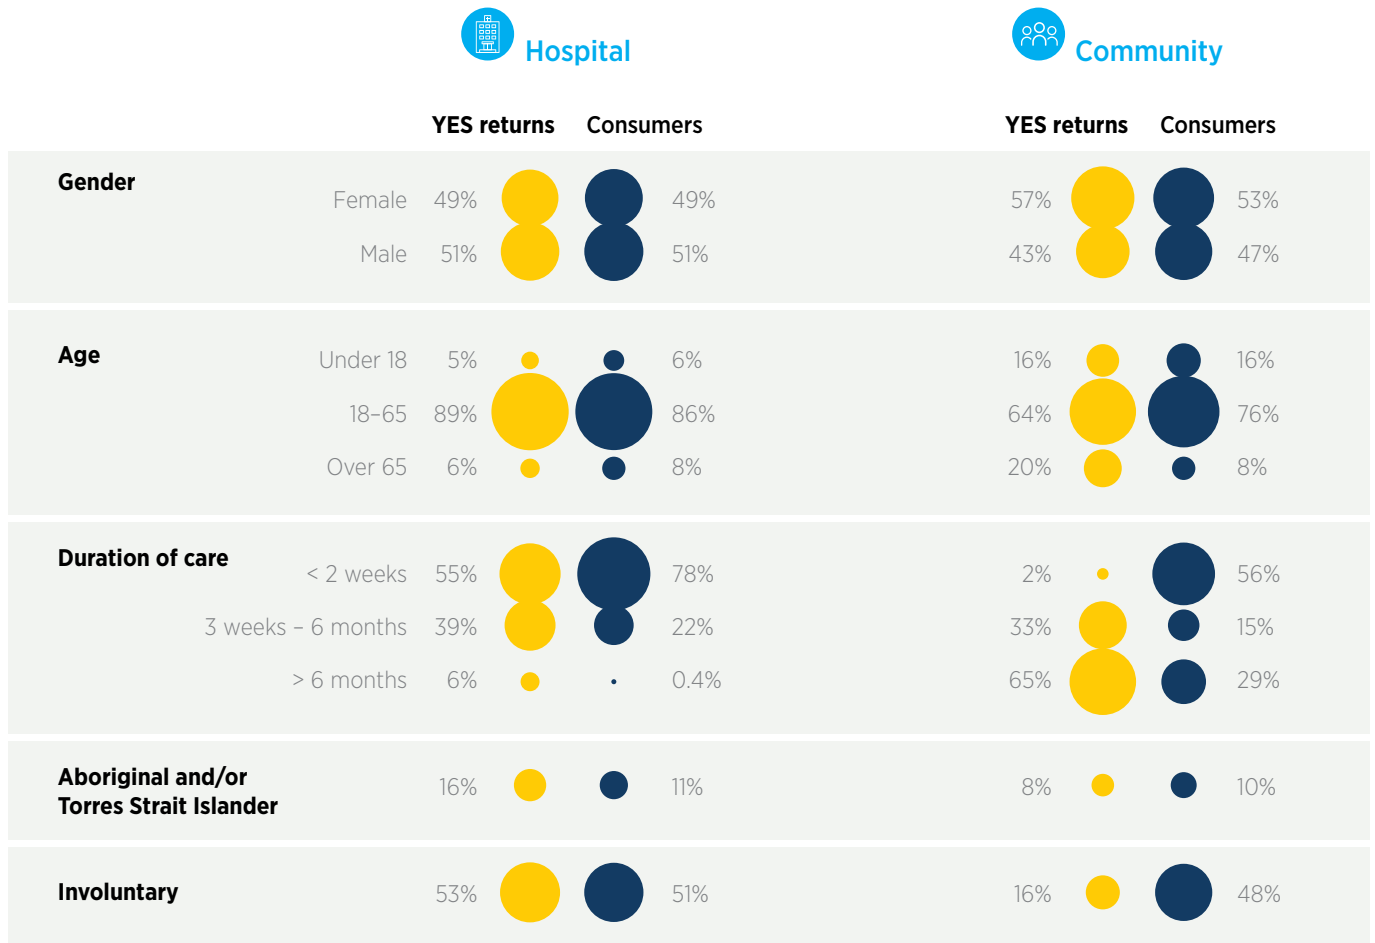 Hospital Community
YES returns Consumers YES returns Consumers
Gender
Female 49% 49% 57% 53%
Male 51% 51% 43% 47%
Age
Under 18 5% 6% 16% 16%
18–65 89% 86% 64% 76%
Over 65 6% 8% 20% 8%
Duration of care
< 2 weeks 55% 78% 2% 56%
3 weeks – 6 months 39% 22% 33% 15%
> 6 months 6% 0.4% 65% 29%
Aboriginal and/or
Torres Strait Islander
16% 11% 8% 10%
Involuntary 53% 51% 16% 48%